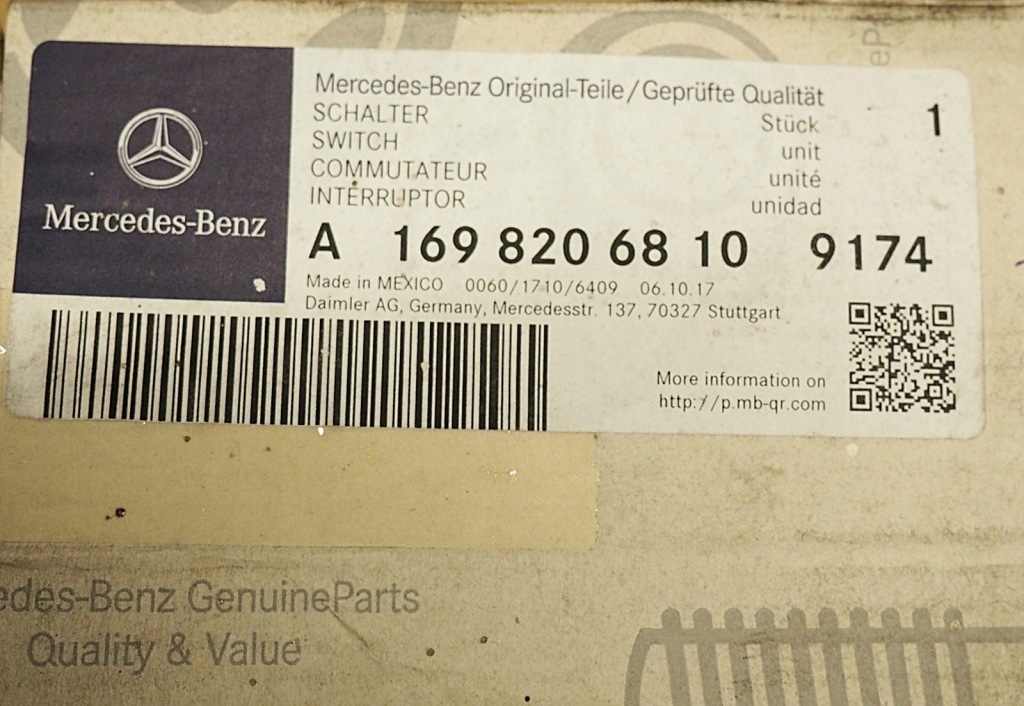 Mercedes-Benz Original-Teile/Geprüfte Qualität
SCHALTER Stück 1
SWITCH unit
COMMUTATEUR unité
INTERRUPTOR unidad
Mercedes-Benz
A 169 820 68 10 9174
Made in MEXICO 0060/1710/6409 06.10.17
Daimler AG, Germany, Mercedesstr. 137, 70327 Stuttgart
More information on
http://p.mb-qr.com
edes-Benz GenuineParts
Quality & Value
eP